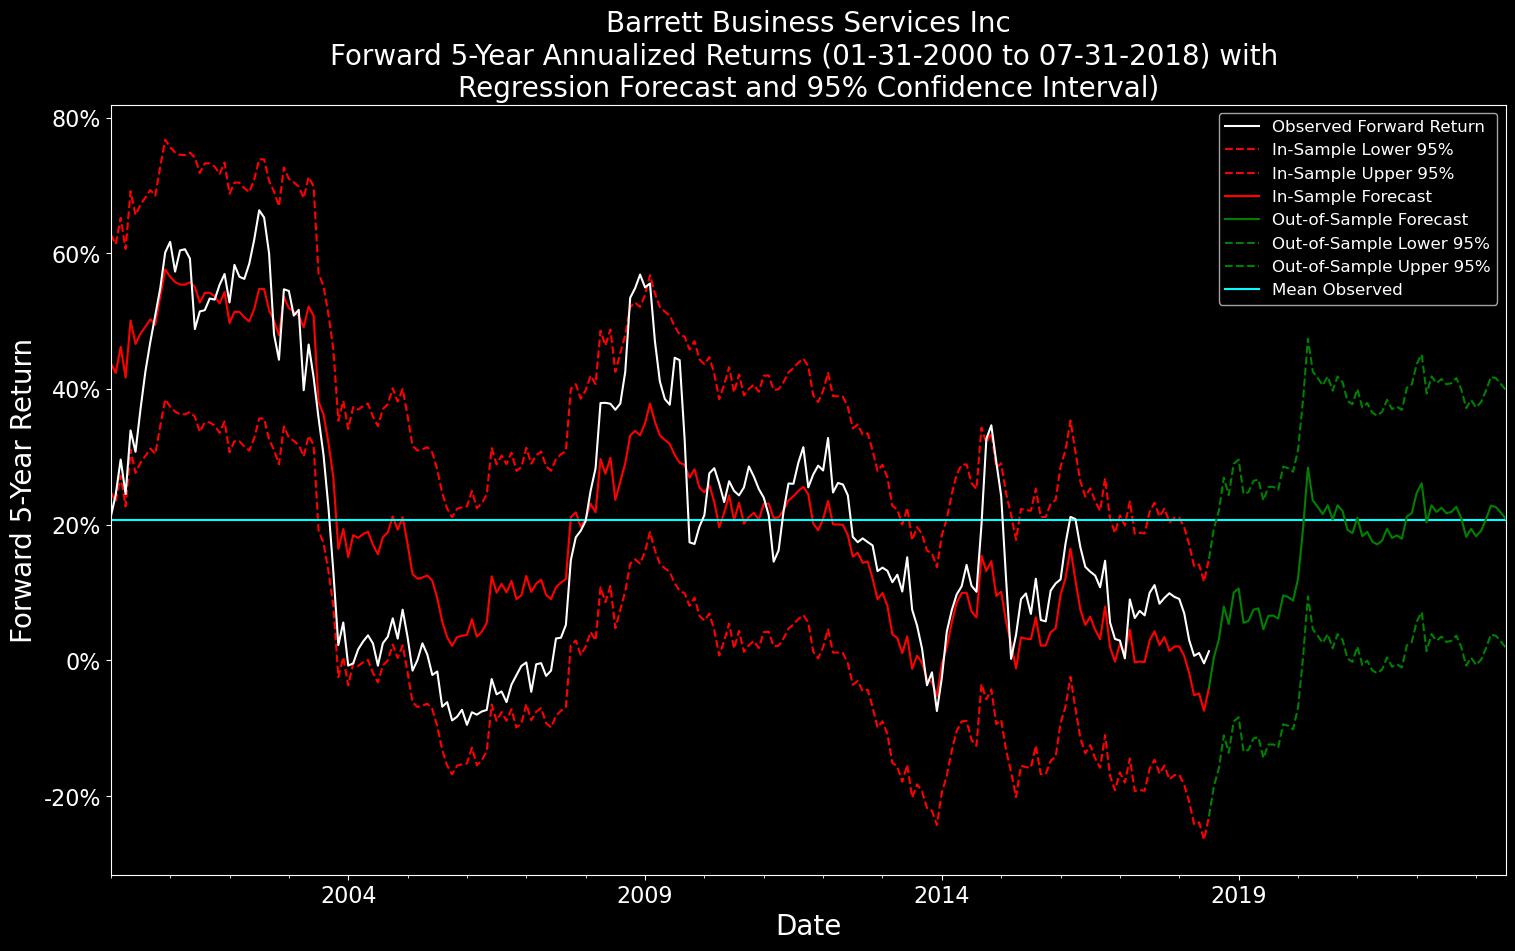 Barrett Business Services Inc
Forward 5-Year Annualized Returns (01-31-2000 to 07-31-2018) with
Regression Forecast and 95% Confidence Interval)
Forward 5-Year Return
80%
60%
40%
20%
0%
-20%
Observed Forward Return
In-Sample Lower 95%
In-Sample Upper 95%
In-Sample Forecast
Out-of-Sample Forecast
Out-of-Sample Lower 95%
Out-of-Sample Upper 95%
Mean Observed
2004
2009
2014
2019
Date